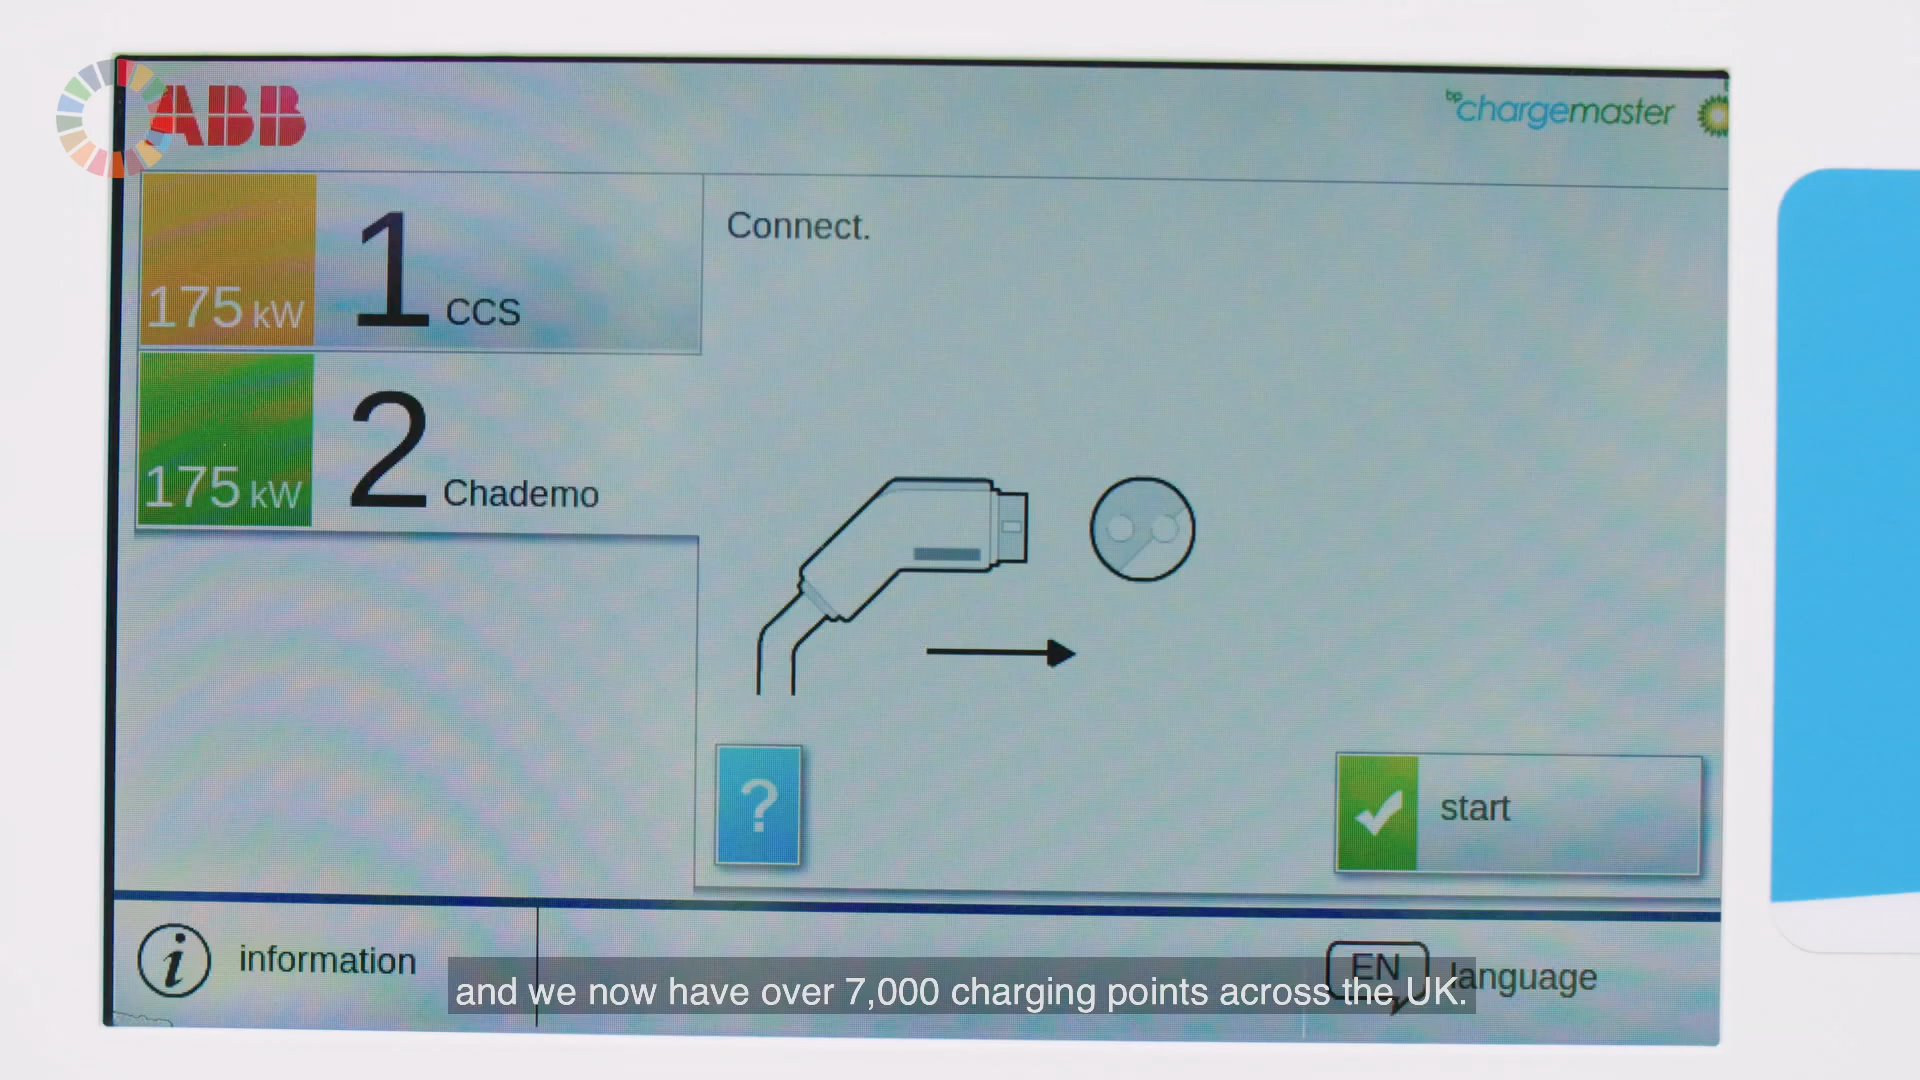 ABB
bp chargemaster
175 kW 1 CCS
Connect.
175 kW 2 Chademo
?
start
i information
EN language
and we now have over 7,000 charging points across the UK.